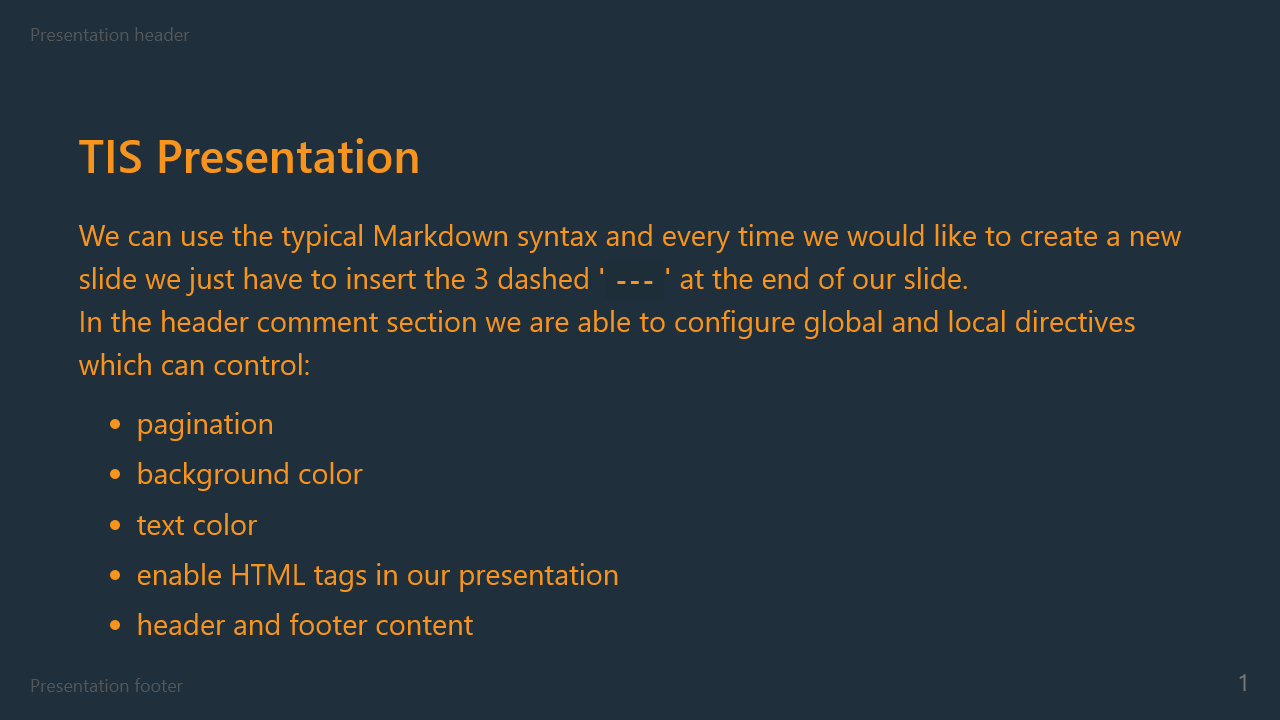 Presentation header
TIS Presentation
We can use the typical Markdown syntax and every time we would like to create a new
slide we just have to insert the 3 dashed ' --- ' at the end of our slide.
In the header comment section we are able to configure global and local directives
which can control:
• pagination
• background color
• text color
• enable HTML tags in our presentation
• header and footer content
Presentation footer
1